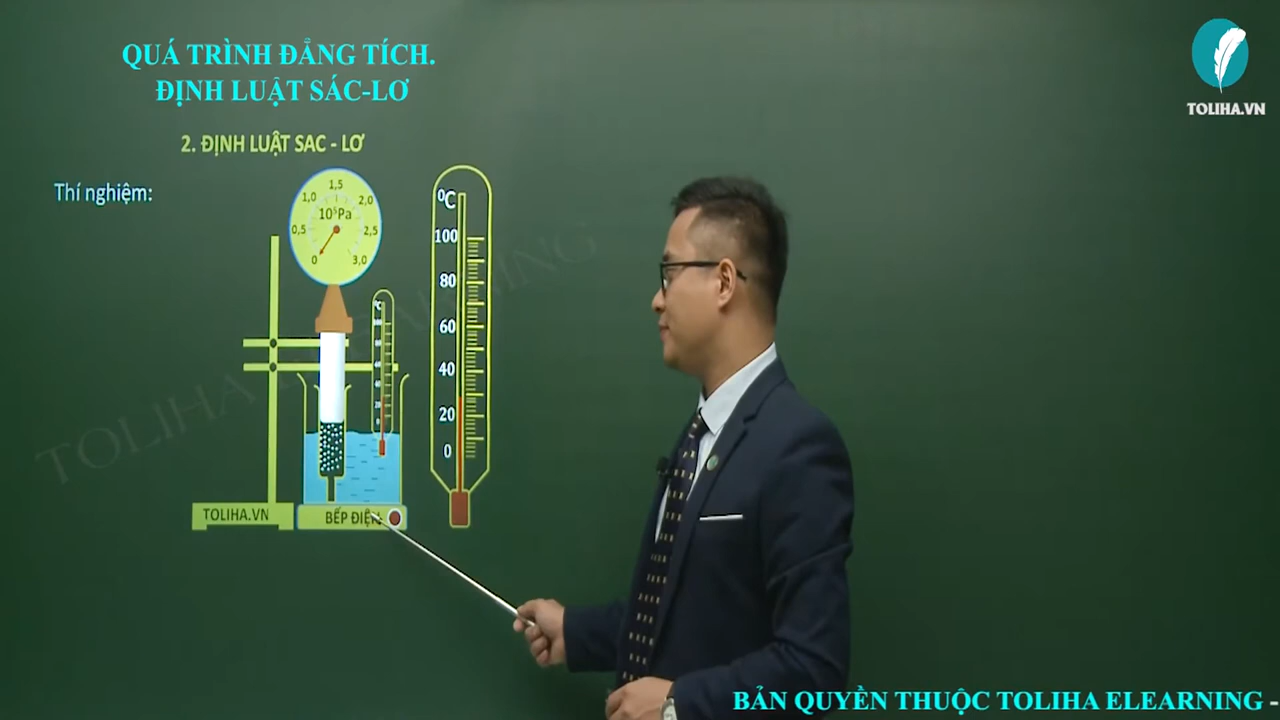 QUÁ TRÌNH ĐẲNG TÍCH.
ĐỊNH LUẬT SÁC-LƠ
TOLIHA.VN
2. ĐỊNH LUẬT SAC - LƠ
Thí nghiệm:
1,5
1,0
2,0
10⁵Pa
0,5
2,5
0
3,0
⁰C
100
80
60
40
20
0
TOLIHA.VN
BẾP ĐIỆN
TOLIHA ELEARNING
BẢN QUYỀN THUỘC TOLIHA ELEARNING -